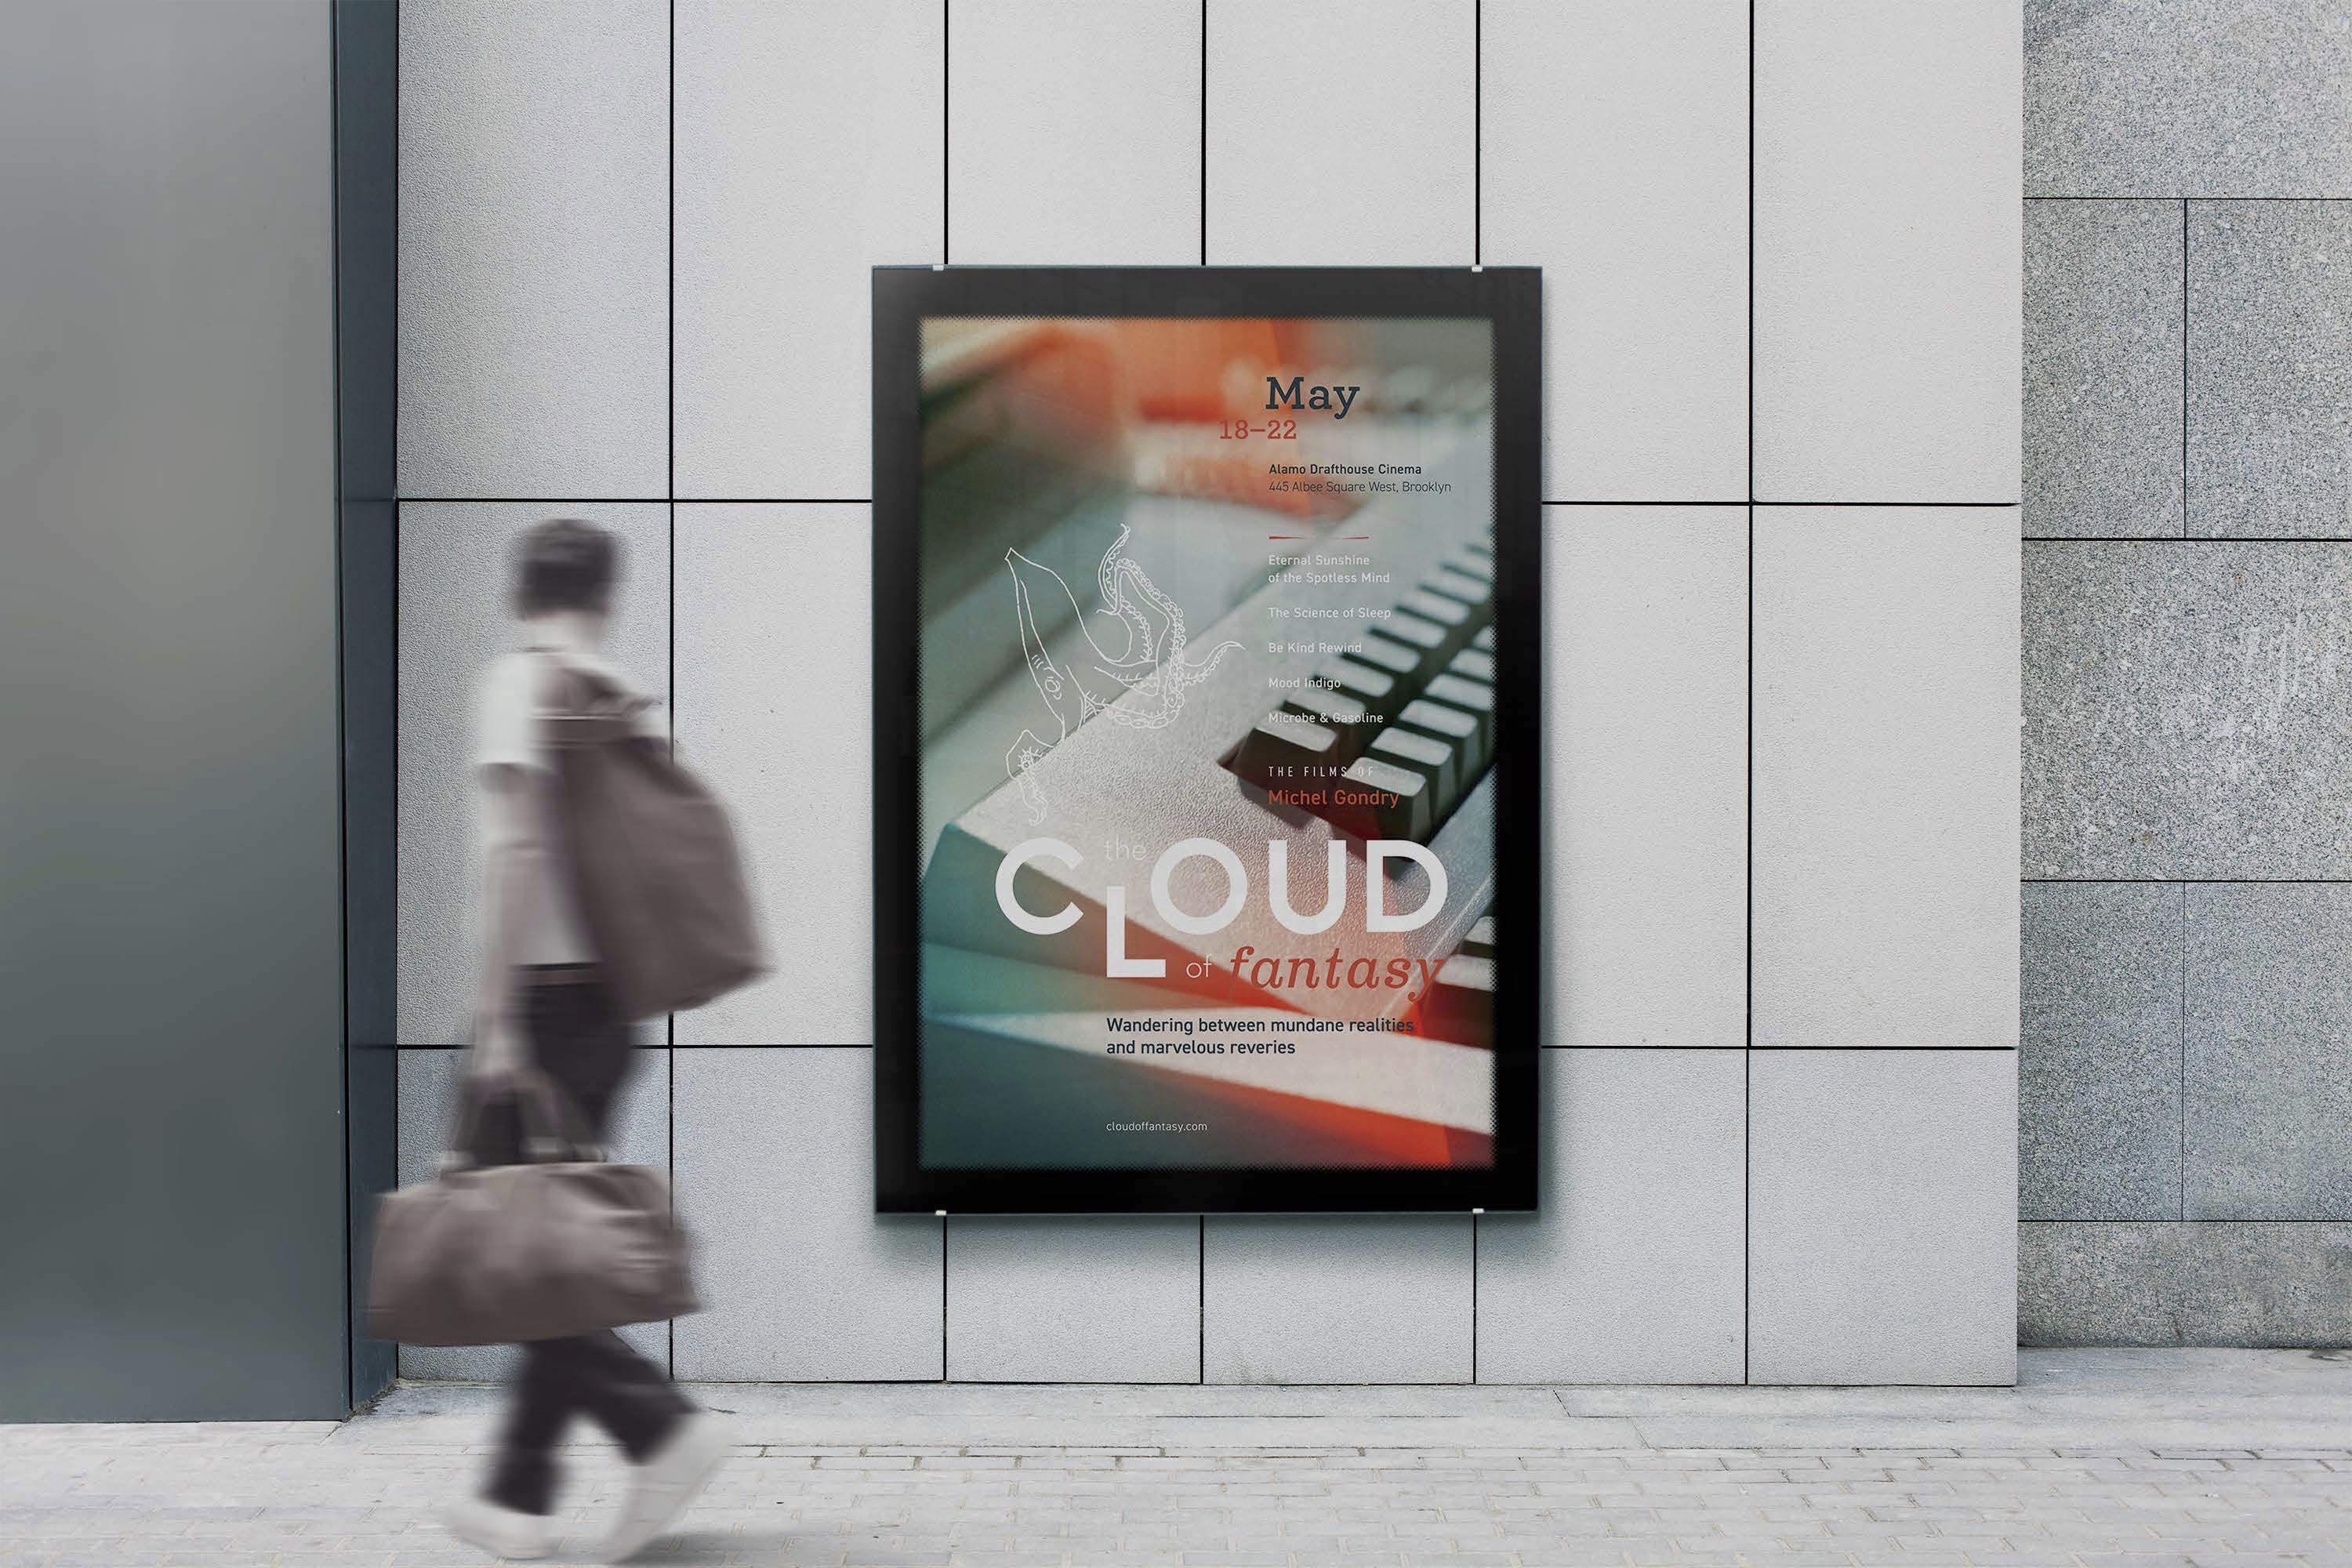 May
18–22
Alamo Drafthouse Cinema
445 Albee Square West, Brooklyn
Eternal Sunshine
of the Spotless Mind
The Science of Sleep
Be Kind Rewind
Mood Indigo
Microbe & Gasoline
THE FILMS OF
Michel Gondry
the
CLOUD
of fantasy
Wandering between mundane realities
and marvelous reveries
cloudoffantasy.com